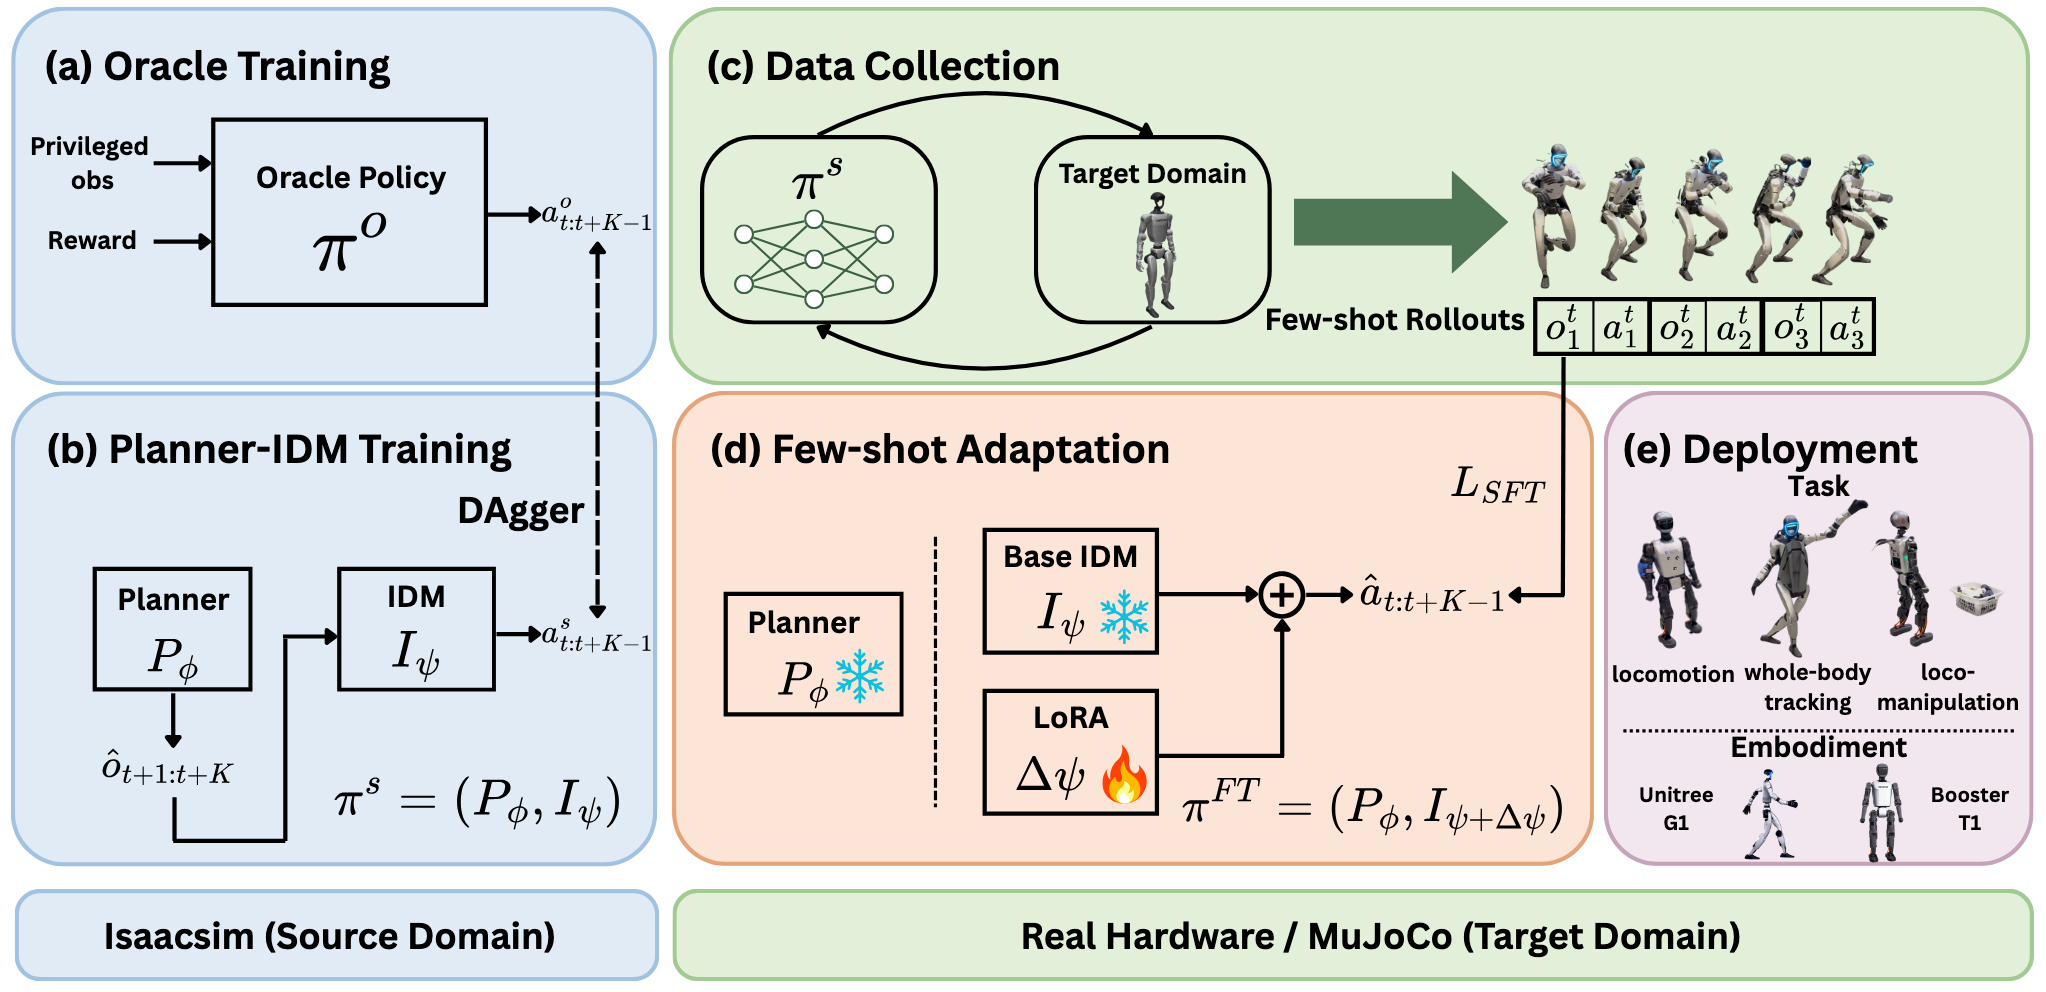 (a) Oracle Training
Privileged
obs
Reward
Oracle Policy
π^o
a^o_{t:t+K−1}
(b) Planner-IDM Training
DAgger
Planner
P_ϕ
IDM
I_ψ
a^s_{t:t+K−1}
ô_{t+1:t+K}
π^s = (P_ϕ, I_ψ)
(c) Data Collection
π^s
Target Domain
Few-shot Rollouts
o^t_1 a^t_1 o^t_2 a^t_2 o^t_3 a^t_3
(d) Few-shot Adaptation
L_{SFT}
Planner
P_ϕ
Base IDM
I_ψ
+
â_{t:t+K−1}
LoRA
Δψ
π^{FT} = (P_ϕ, I_{ψ+Δψ})
(e) Deployment
Task
locomotion
whole-body
tracking
loco-
manipulation
Embodiment
Unitree
G1
Booster
T1
Isaacsim (Source Domain)
Real Hardware / MuJoCo (Target Domain)